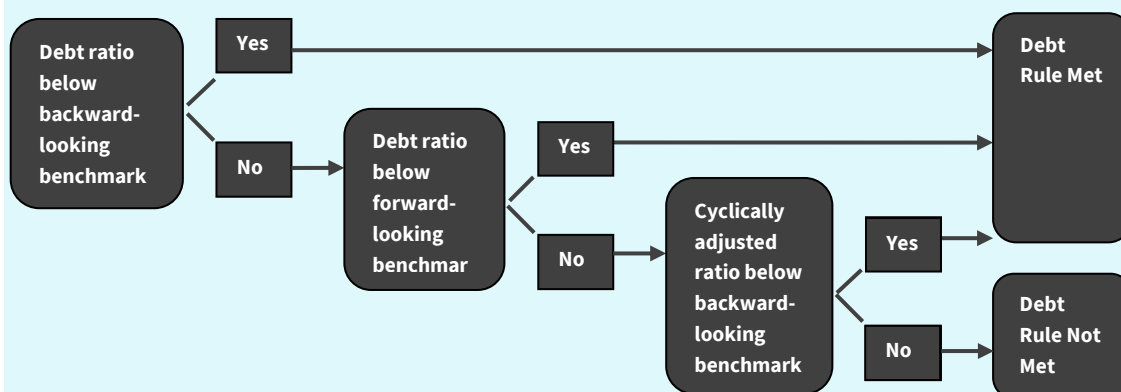 Debt ratio
below
backward-
looking
benchmark
Yes
No
Debt ratio
below
forward-
looking
benchmar
Yes
No
Cyclically
adjusted
ratio below
backward-
looking
benchmark
Yes
No
Debt
Rule Met
Debt
Rule Not
Met